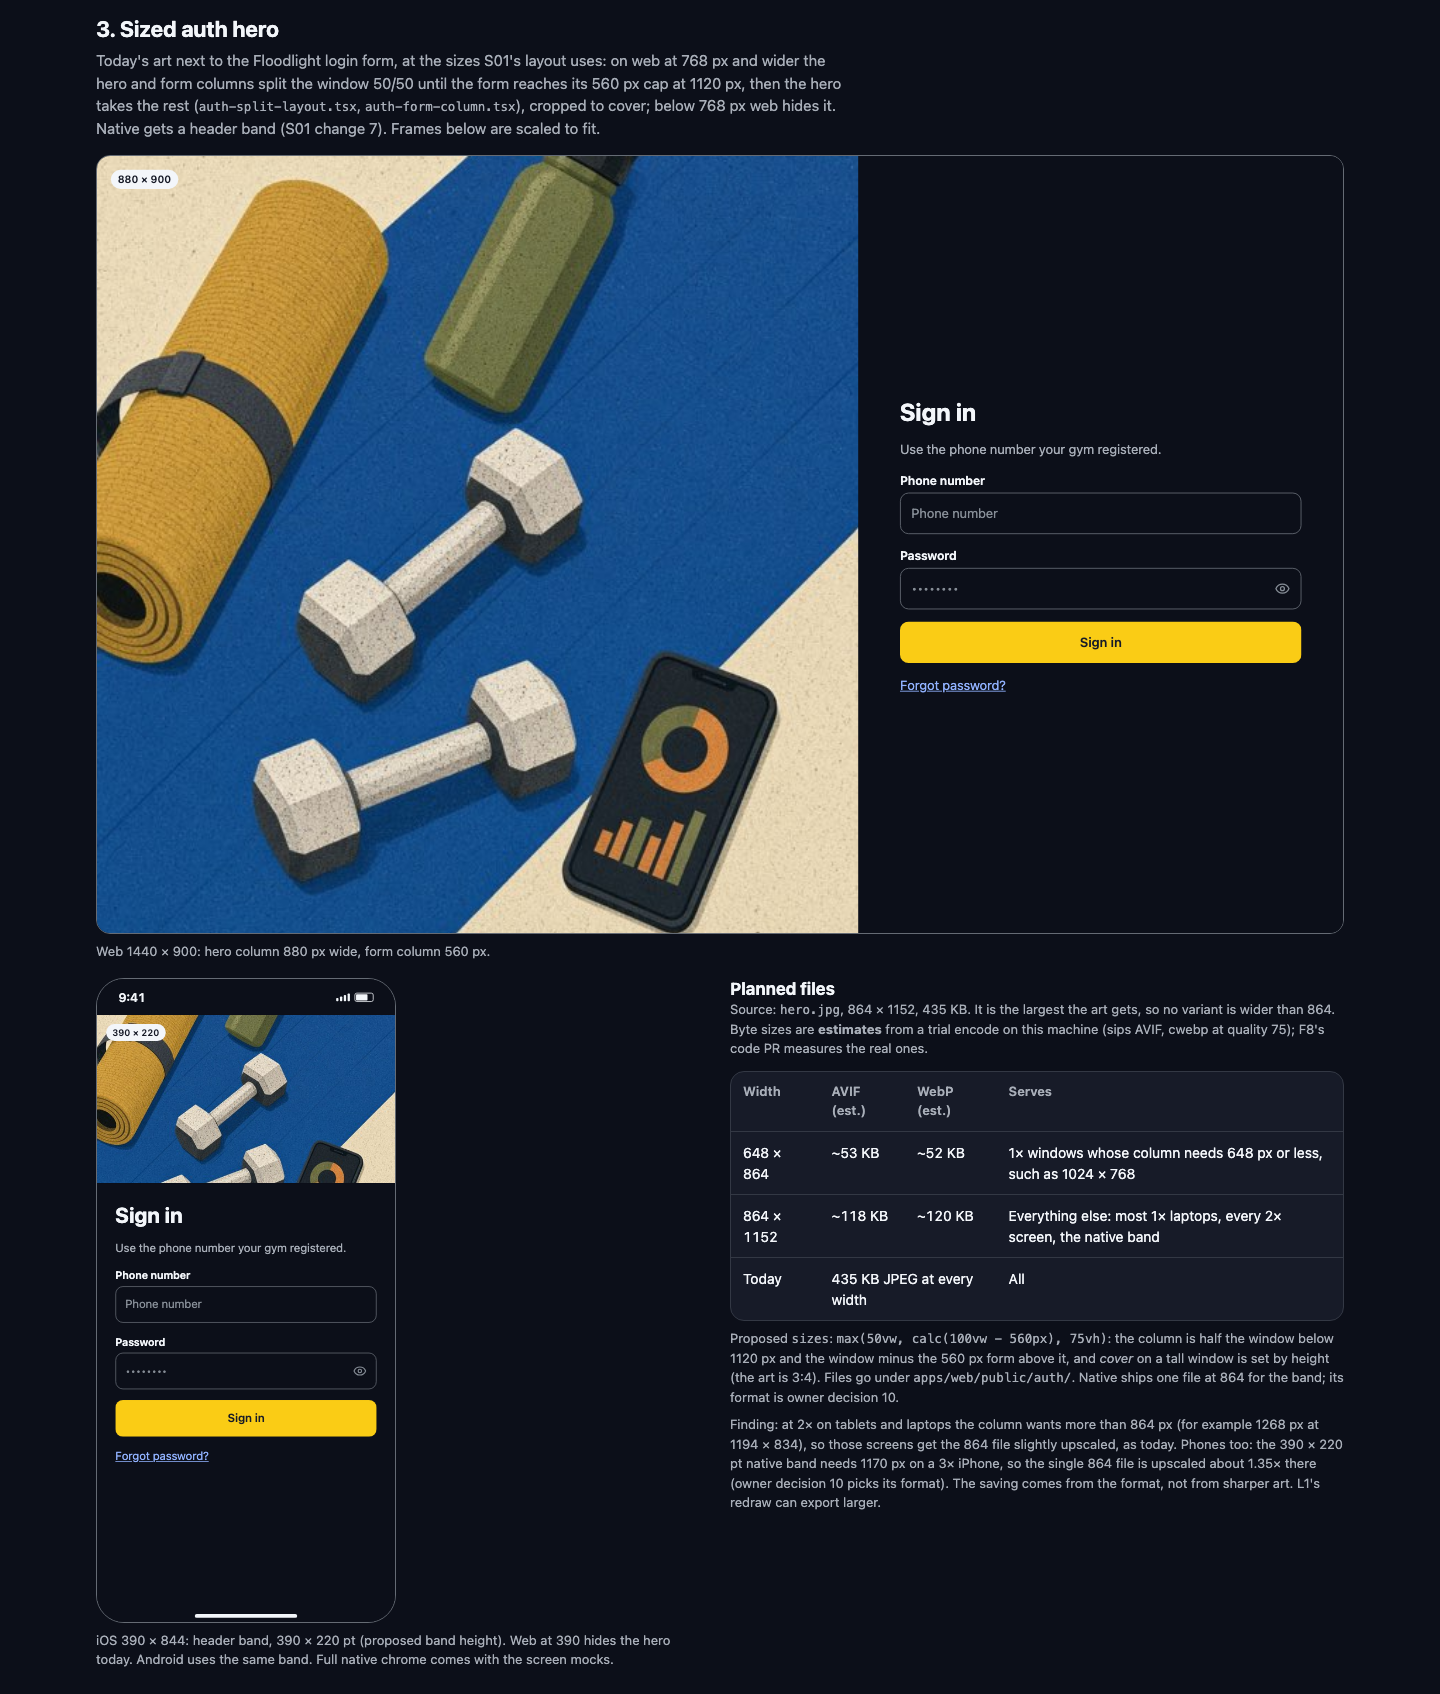 3. Sized auth hero
Today's art next to the Floodlight login form, at the sizes S01's layout uses: on web at 768 px and wider the
hero and form columns split the window 50/50 until the form reaches its 560 px cap at 1120 px, then the hero
takes the rest (auth-split-layout.tsx, auth-form-column.tsx), cropped to cover; below 768 px web hides it.
Native gets a header band (S01 change 7). Frames below are scaled to fit.
880 × 900
Sign in
Use the phone number your gym registered.
Phone number
Phone number
Password
••••••••
Sign in
Forgot password?
Web 1440 × 900: hero column 880 px wide, form column 560 px.
9:41
390 × 220
Sign in
Use the phone number your gym registered.
Phone number
Phone number
Password
••••••••
Sign in
Forgot password?
iOS 390 × 844: header band, 390 × 220 pt (proposed band height). Web at 390 hides the hero
today. Android uses the same band. Full native chrome comes with the screen mocks.
Planned files
Source: hero.jpg, 864 × 1152, 435 KB. It is the largest the art gets, so no variant is wider than 864.
Byte sizes are estimates from a trial encode on this machine (sips AVIF, cwebp at quality 75); F8's
code PR measures the real ones.
Width AVIF (est.) WebP (est.) Serves
648 × 864 ~53 KB ~52 KB 1× windows whose column needs 648 px or less, such as 1024 × 768
864 × 1152 ~118 KB ~120 KB Everything else: most 1× laptops, every 2× screen, the native band
Today 435 KB JPEG at every width All
Proposed sizes: max(50vw, calc(100vw - 560px), 75vh): the column is half the window below
1120 px and the window minus the 560 px form above it, and cover on a tall window is set by height
(the art is 3:4). Files go under apps/web/public/auth/. Native ships one file at 864 for the band; its
format is owner decision 10.
Finding: at 2× on tablets and laptops the column wants more than 864 px (for example 1268 px at
1194 × 834), so those screens get the 864 file slightly upscaled, as today. Phones too: the 390 × 220
pt native band needs 1170 px on a 3× iPhone, so the single 864 file is upscaled about 1.35× there
(owner decision 10 picks its format). The saving comes from the format, not from sharper art. L1's
redraw can export larger.